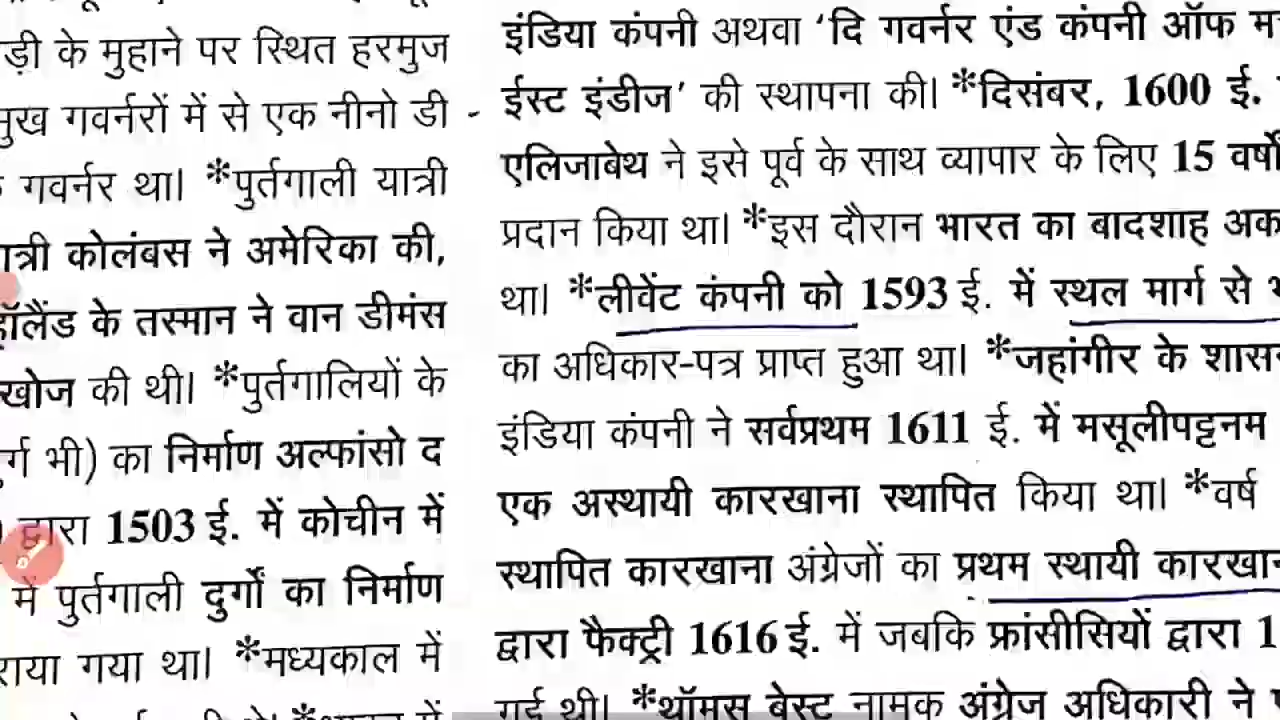 ड़ी के मुहाने पर स्थित हरमुज
मुख गवर्नरों में से एक नीनो डी -
गवर्नर था। *पुर्तगाली यात्री
यात्री कोलंबस ने अमेरिका की,
हॉलैंड के तस्मान ने वान डीमंस
खोज की थी। *पुर्तगालियों के
र्ग भी) का निर्माण अल्फांसो द
द्वारा 1503 ई. में कोचीन में
में पुर्तगाली दुर्गों का निर्माण
राया गया था। *मध्यकाल में
इंडिया कंपनी अथवा ‘दि गवर्नर एंड कंपनी ऑफ
ईस्ट इंडीज’ की स्थापना की। *दिसंबर, 1600 ई.
एलिजाबेथ ने इसे पूर्व के साथ व्यापार के लिए 15 वर्षों
प्रदान किया था। *इस दौरान भारत का बादशाह अक
था। *लीवेंट कंपनी को 1593 ई. में स्थल मार्ग से
का अधिकार-पत्र प्राप्त हुआ था। *जहांगीर के शास
इंडिया कंपनी ने सर्वप्रथम 1611 ई. में मसूलीपट्टनम
एक अस्थायी कारखाना स्थापित किया था। *वर्ष
स्थापित कारखाना अंग्रेजों का प्रथम स्थायी कारखा
द्वारा फैक्ट्री 1616 ई. में जबकि फ्रांसीसियों द्वारा 1
गई थी। *थॉमस बेस्ट नामक अंग्रेज अधिकारी ने